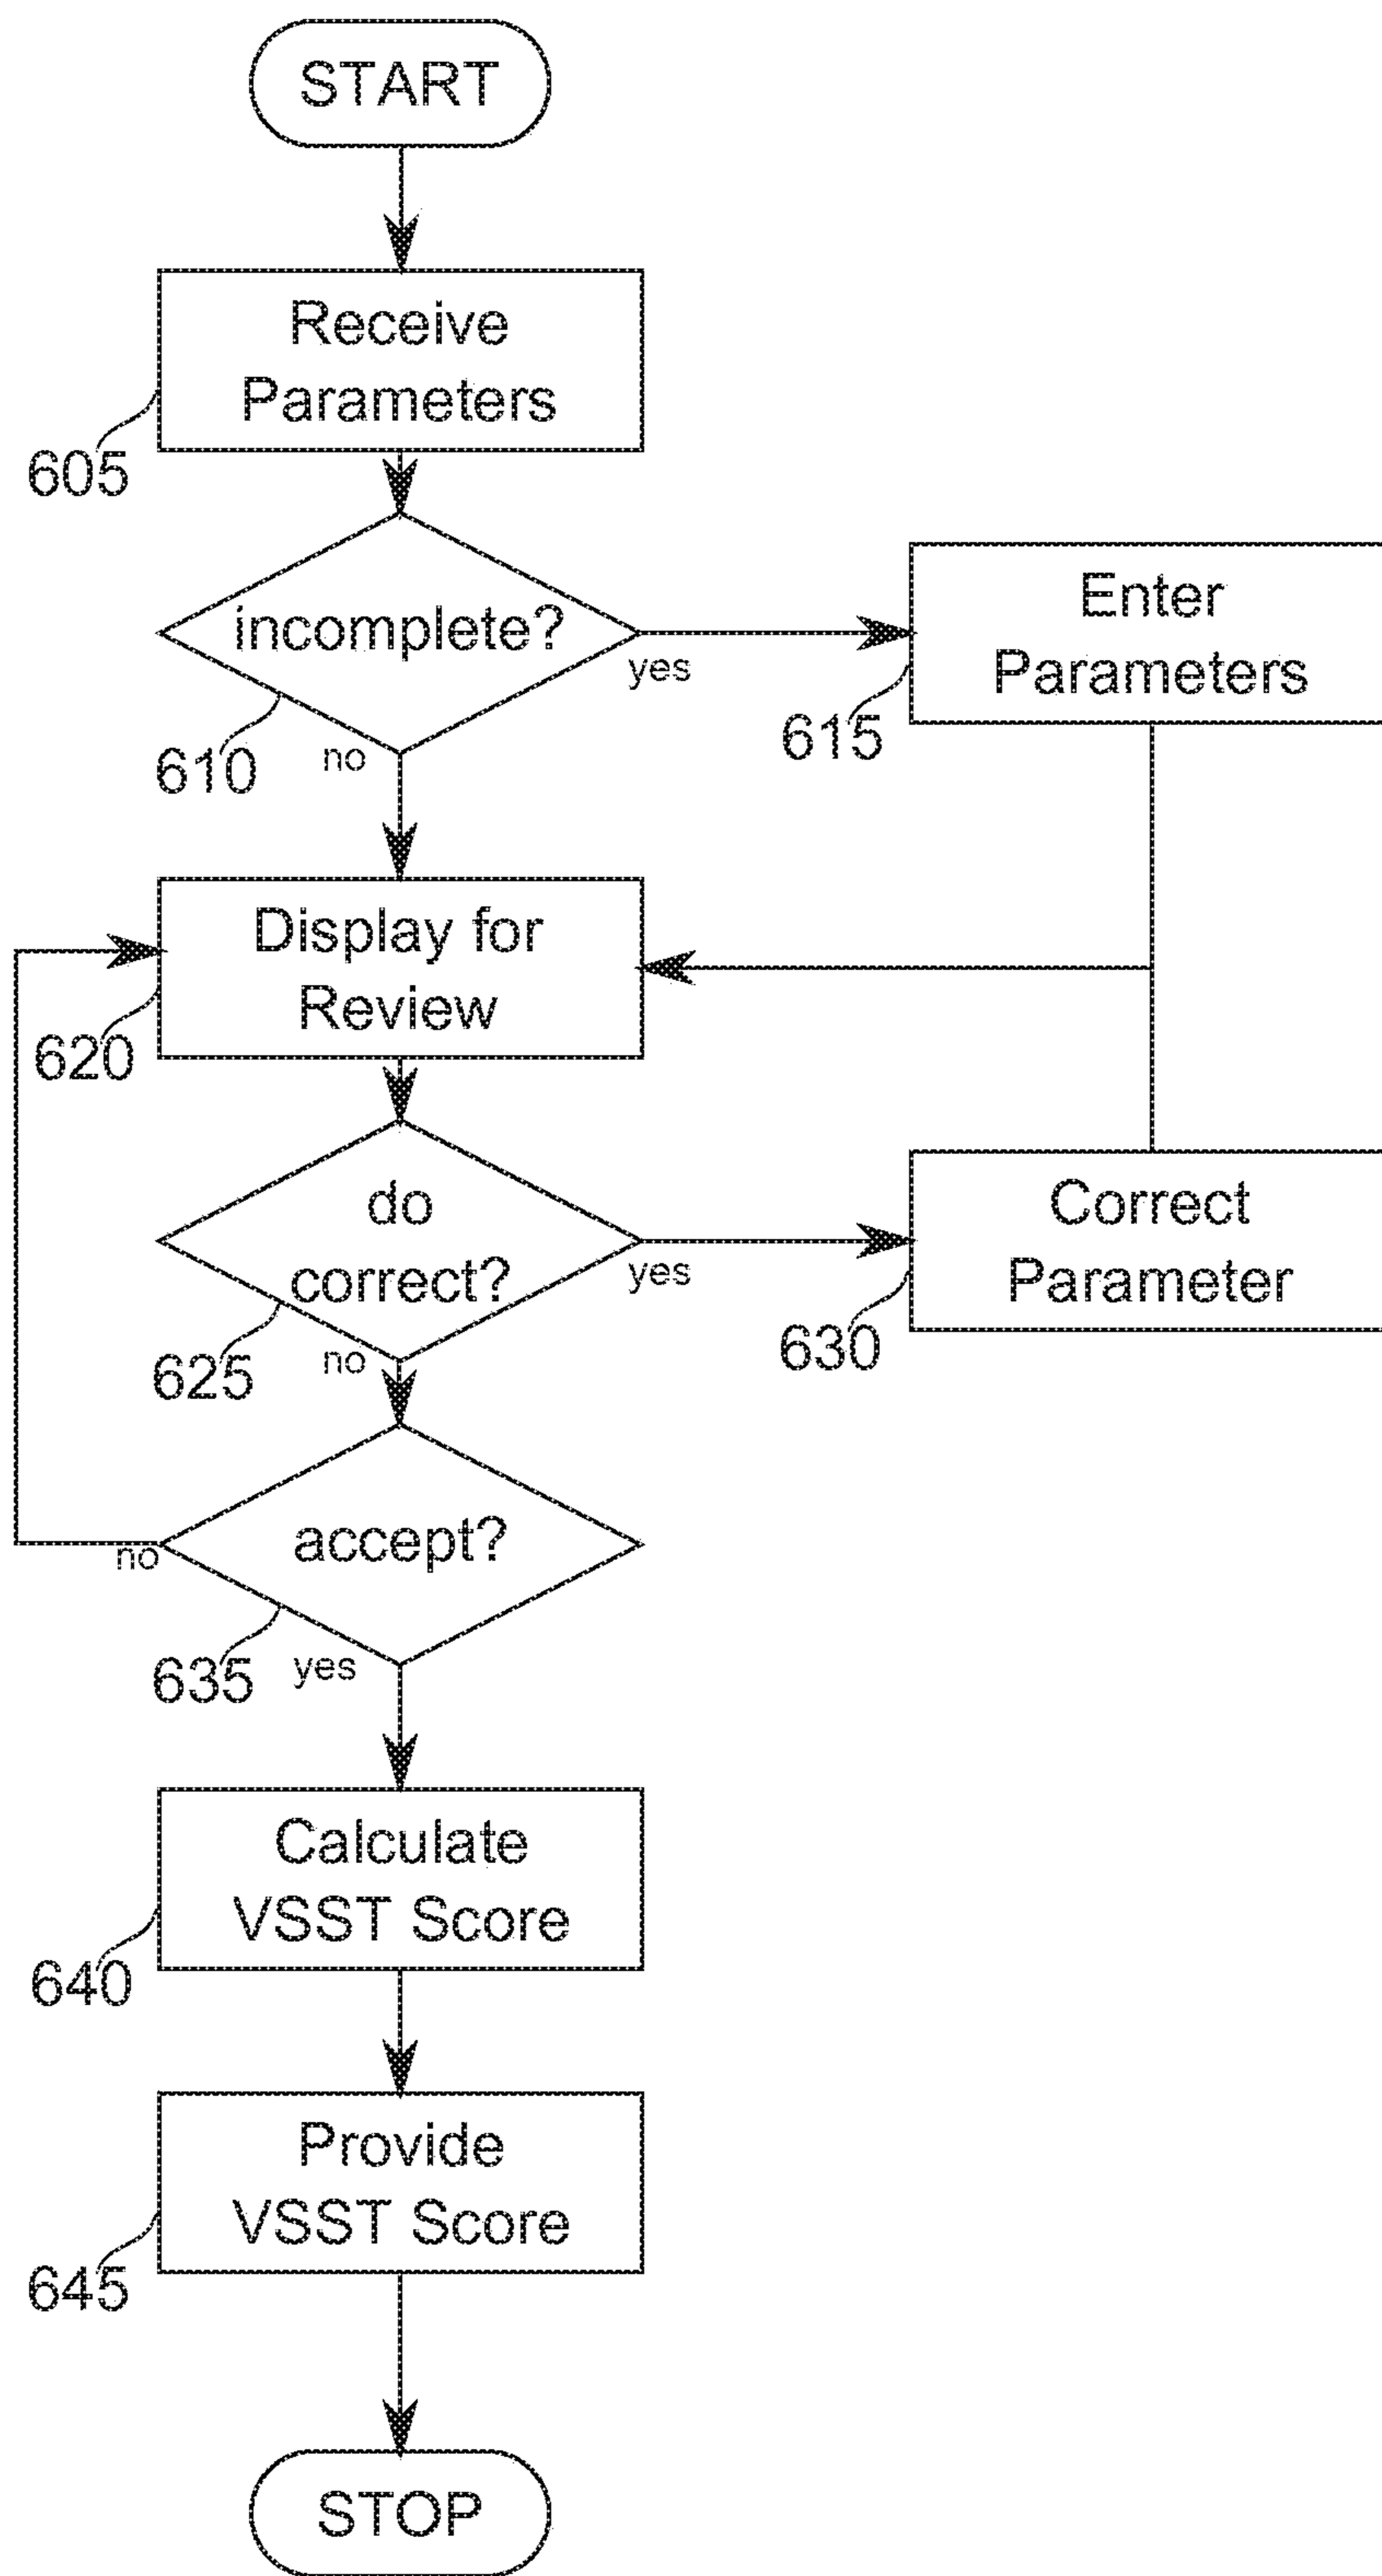 START
Receive
Parameters
605
incomplete?
yes
610
no
Enter
Parameters
615
Display for
Review
620
do
correct?
yes
625
no
Correct
Parameter
630
accept?
no
635
yes
Calculate
VSST Score
640
Provide
VSST Score
645
STOP